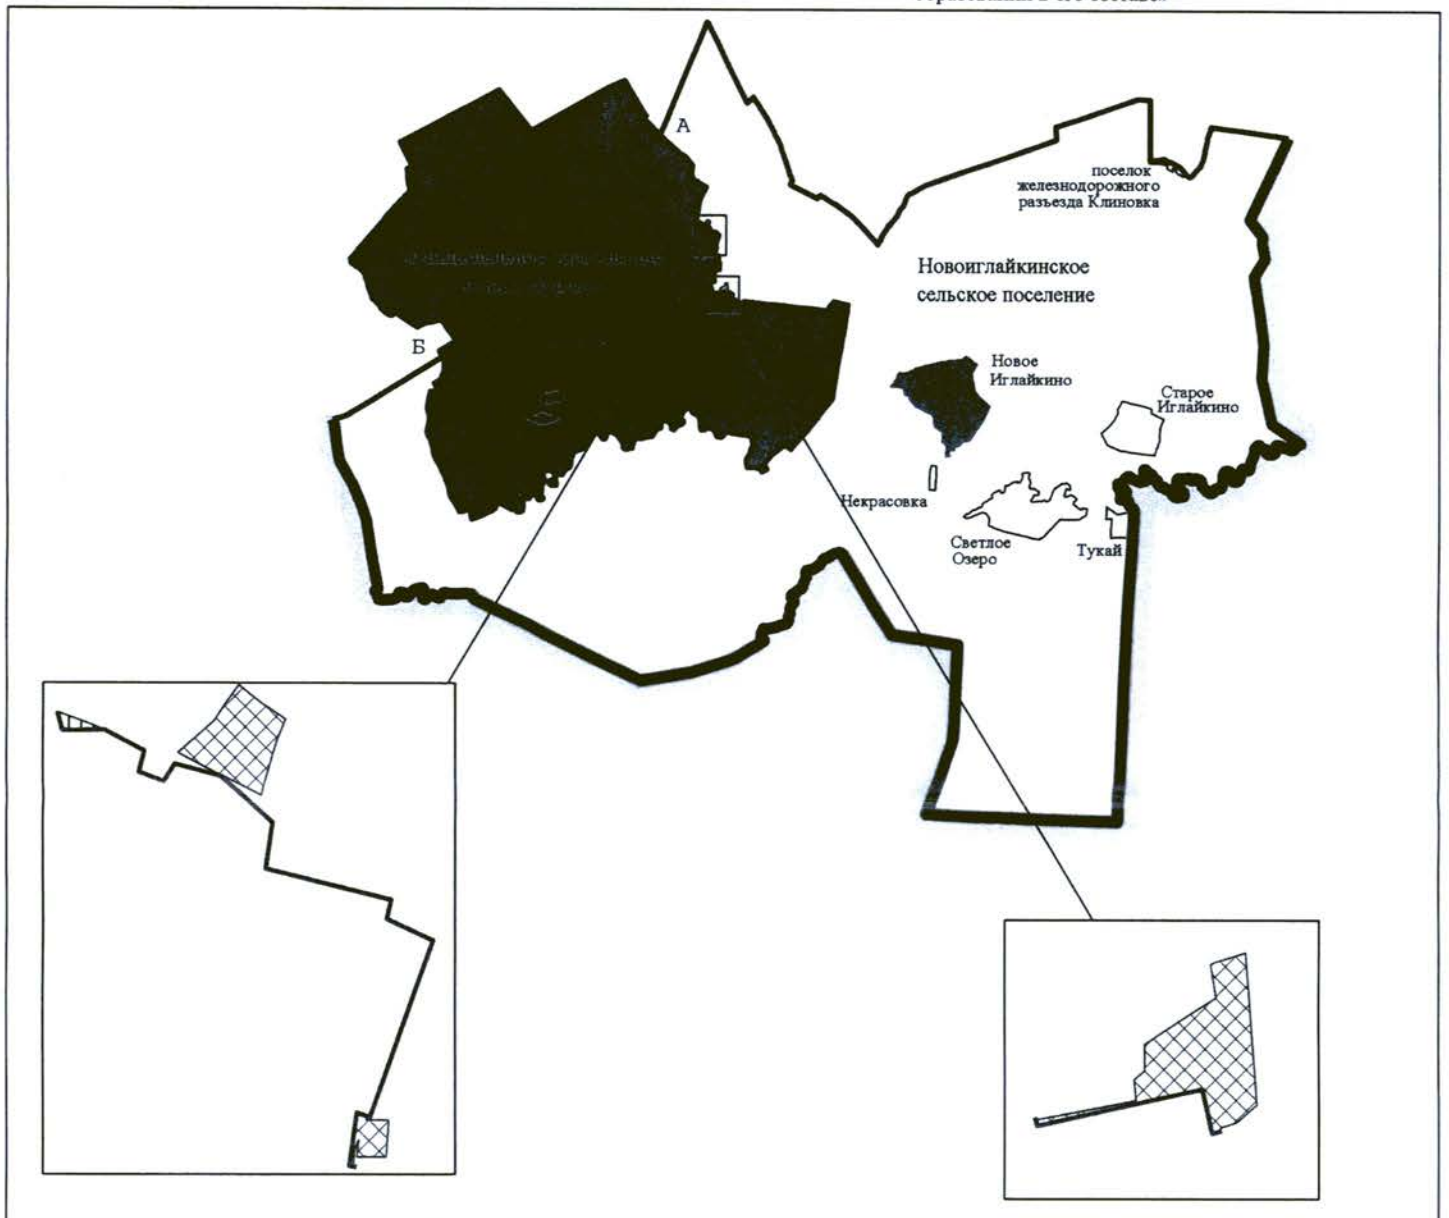 А
поселок
железнодорожного
разъезда Клиновка
Новоиглайкинское
сельское поселение
Б
Новое
Иглайкино
Старое
Иглайкино
Некрасовка
Светлое
Озеро
Тукай